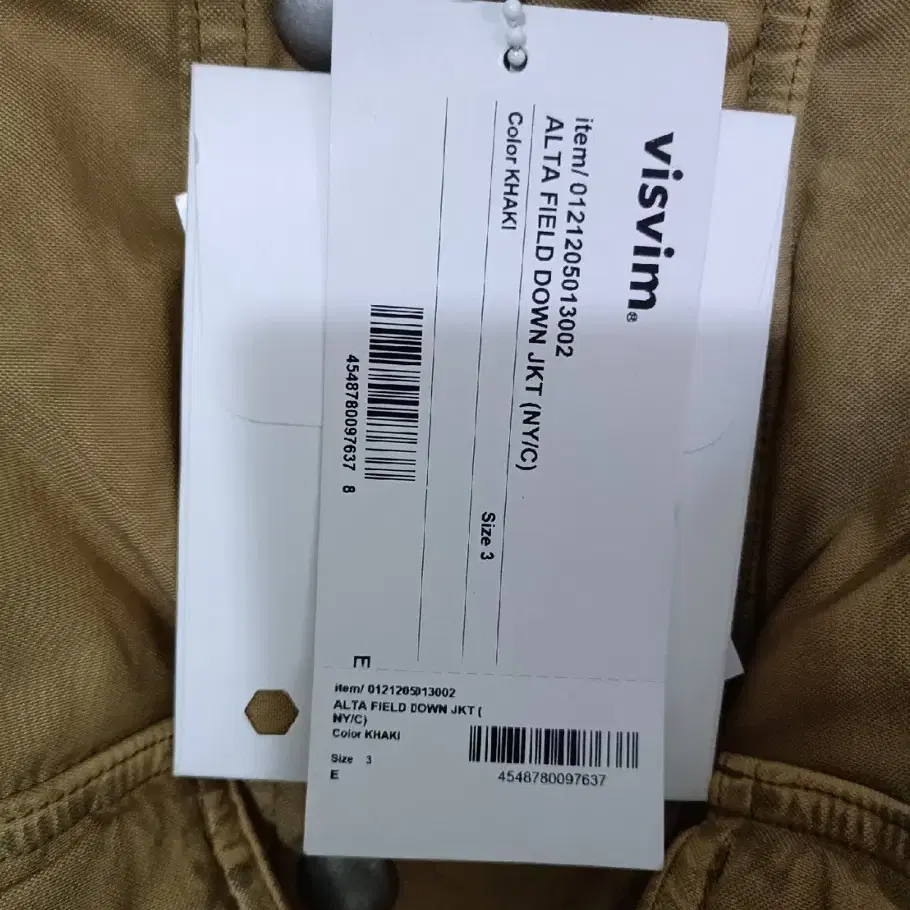 visvim®
item/ 0121205013002
ALTA FIELD DOWN JKT (NY/C)
Color KHAKI
Size 3
4548780097637 8
E
item/ 0121205013002
ALTA FIELD DOWN JKT (
NY/C)
Color KHAKI
Size 3
E
4548780097637